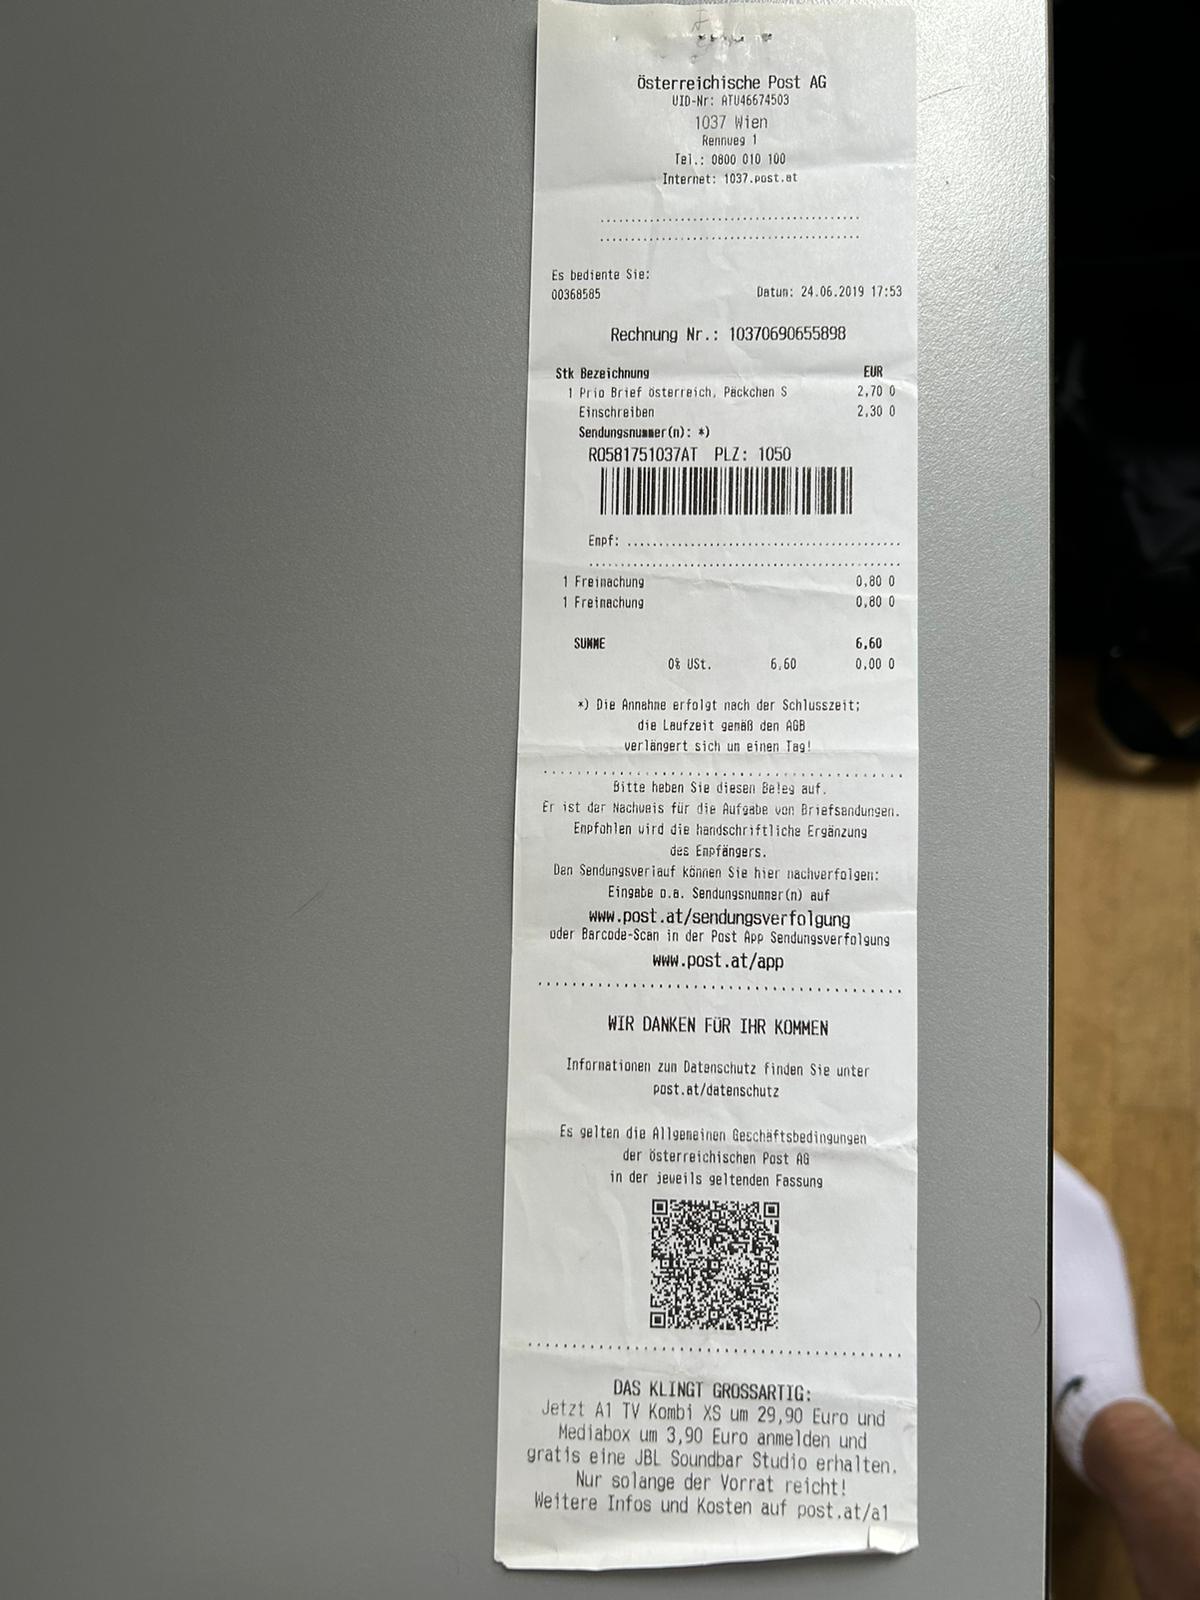 Österreichische Post AG
UID-Nr: ATU46674503
1037 Wien
Rennweg 1
Tel.: 0800 010 100
Internet: 1037.post.at
Es bediente Sie:
00368585 Datum: 24.06.2019 17:53
Rechnung Nr.: 10370690655898
Stk Bezeichnung EUR
1 Prio Brief Österreich, Päckchen S 2,70 0
Einschreiben 2,30 0
Sendungsnummer(n): *)
RO581751037AT PLZ: 1050
Empf: ......................................
1 Freimachung 0,80 0
1 Freimachung 0,80 0
SUMME 6,60
0% USt. 6,60 0,00 0
*) Die Annahme erfolgt nach der Schlusszeit;
die Laufzeit gemäß den AGB
verlängert sich um einen Tag!
Bitte heben Sie diesen Beleg auf.
Er ist der Nachweis für die Aufgabe von Briefsendungen.
Empfohlen wird die handschriftliche Ergänzung
des Empfängers.
Den Sendungsverlauf können Sie hier nachverfolgen:
Eingabe o.a. Sendungsnummer(n) auf
www.post.at/sendungsverfolgung
oder Barcode-Scan in der Post App Sendungsverfolgung
www.post.at/app
WIR DANKEN FÜR IHR KOMMEN
Informationen zum Datenschutz finden Sie unter
post.at/datenschutz
Es gelten die Allgemeinen Geschäftsbedingungen
der Österreichischen Post AG
in der jeweils geltenden Fassung
DAS KLINGT GROSSARTIG:
Jetzt A1 TV Kombi XS um 29,90 Euro und
Mediabox um 3,90 Euro anmelden und
gratis eine JBL Soundbar Studio erhalten.
Nur solange der Vorrat reicht!
Weitere Infos und Kosten auf post.at/a1